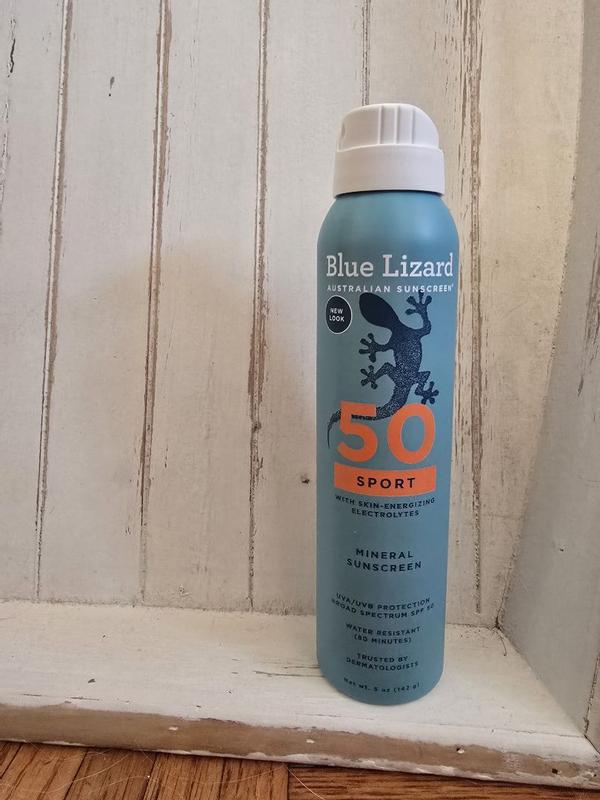 Blue Lizard
AUSTRALIAN SUNSCREEN®
NEW
LOOK
50
SPORT
WITH SKIN-ENERGIZING
ELECTROLYTES
MINERAL
SUNSCREEN
UVA/UVB PROTECTION
BROAD SPECTRUM SPF 50
WATER RESISTANT
(80 MINUTES)
TRUSTED BY
DERMATOLOGISTS
Net wt. 5 oz (142 g)